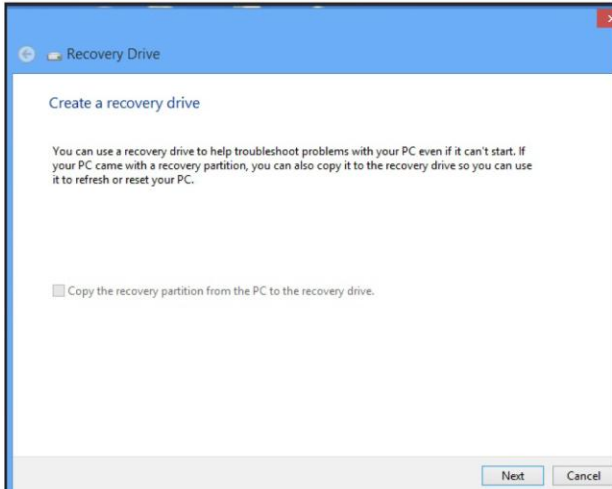 Recovery Drive
Create a recovery drive
You can use a recovery drive to help troubleshoot problems with your PC even if it can't start. If
your PC came with a recovery partition, you can also copy it to the recovery drive so you can use
it to refresh or reset your PC.
Copy the recovery partition from the PC to the recovery drive.
Next Cancel